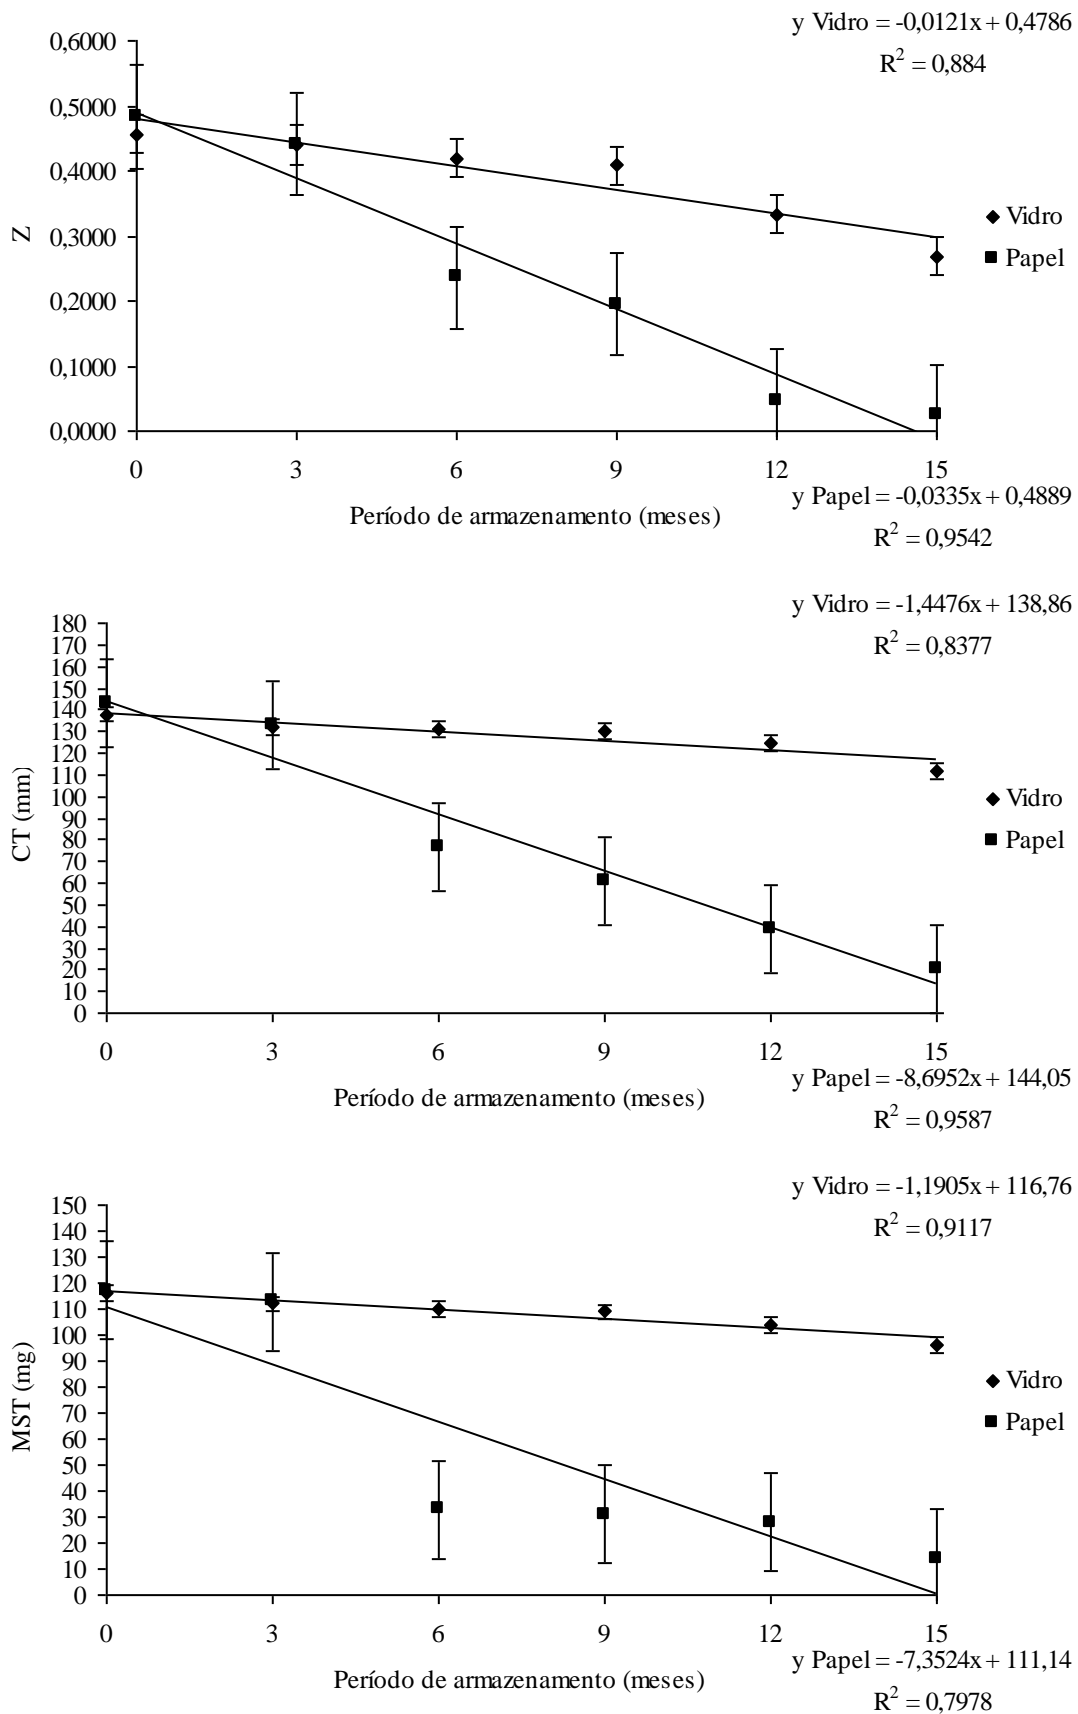 y Vidro = -0,0121x + 0,4786
R² = 0,884
0,6000
0,5000
0,4000
0,3000
0,2000
0,1000
0,0000
Z
Vidro
Papel
0 3 6 9 12 15
Período de armazenamento (meses)
y Papel = -0,0335x + 0,4889
R² = 0,9542
y Vidro = -1,4476x + 138,86
R² = 0,8377
180
170
160
150
140
130
120
110
100
90
80
70
60
50
40
30
20
10
0
CT (mm)
Vidro
Papel
0 3 6 9 12 15
Período de armazenamento (meses)
y Papel = -8,6952x + 144,05
R² = 0,9587
y Vidro = -1,1905x + 116,76
R² = 0,9117
150
140
130
120
110
100
90
80
70
60
50
40
30
20
10
0
MST (mg)
Vidro
Papel
0 3 6 9 12 15
Período de armazenamento (meses)
y Papel = -7,3524x + 111,14
R² = 0,7978